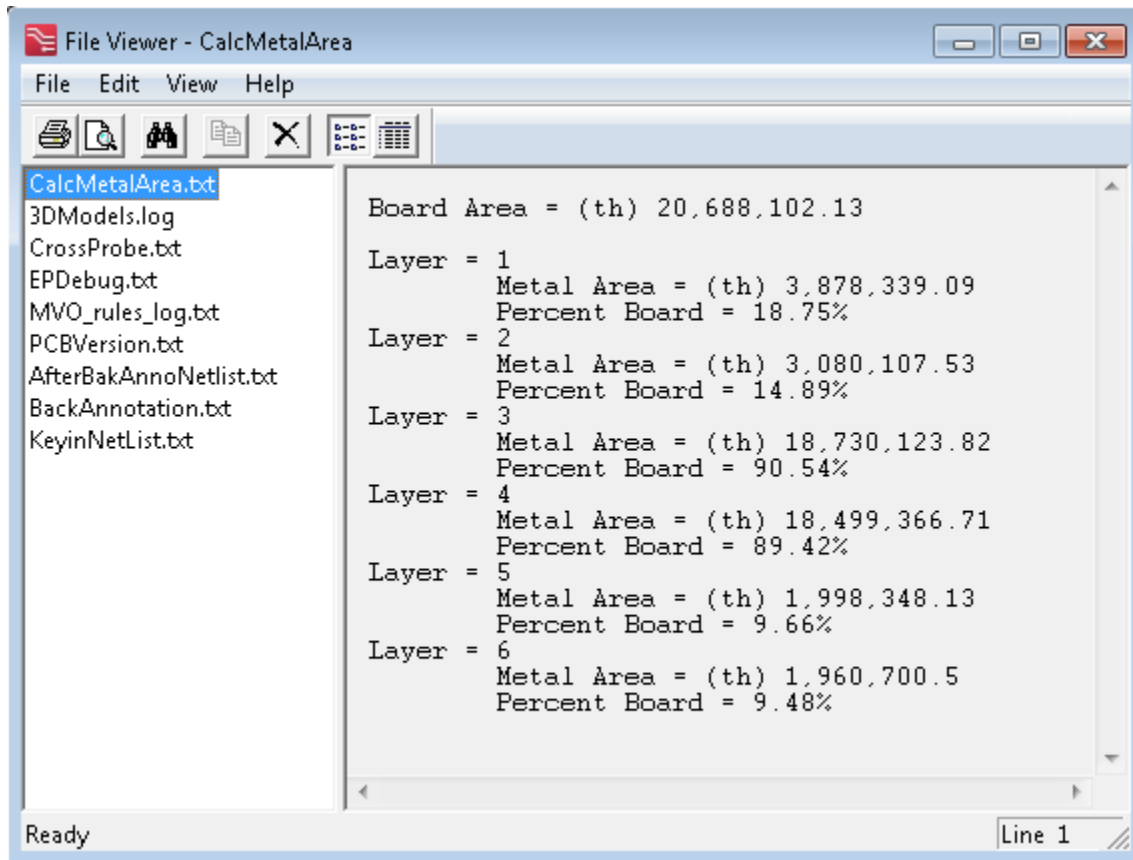 File Viewer - CalcMetalArea
File Edit View Help
CalcMetalArea.txt
3DModels.log
CrossProbe.txt
EPDebug.txt
MVO_rules_log.txt
PCBVersion.txt
AfterBakAnnoNetlist.txt
BackAnnotation.txt
KeyinNetList.txt
Board Area = (th) 20,688,102.13
Layer = 1
Metal Area = (th) 3,878,339.09
Percent Board = 18.75%
Layer = 2
Metal Area = (th) 3,080,107.53
Percent Board = 14.89%
Layer = 3
Metal Area = (th) 18,730,123.82
Percent Board = 90.54%
Layer = 4
Metal Area = (th) 18,499,366.71
Percent Board = 89.42%
Layer = 5
Metal Area = (th) 1,998,348.13
Percent Board = 9.66%
Layer = 6
Metal Area = (th) 1,960,700.5
Percent Board = 9.48%
Ready
Line 1